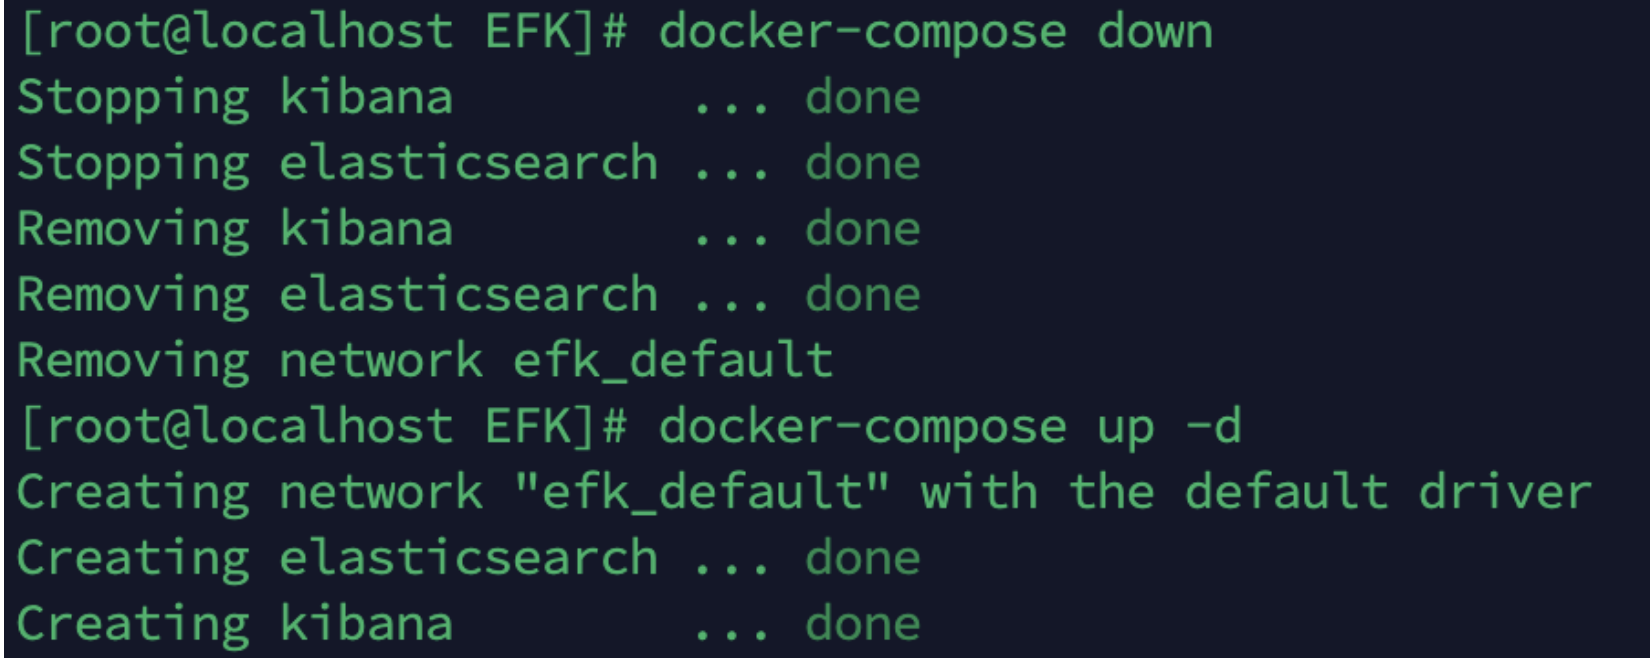 [root@localhost EFK]# docker-compose down
Stopping kibana        ... done
Stopping elasticsearch ... done
Removing kibana        ... done
Removing elasticsearch ... done
Removing network efk_default
[root@localhost EFK]# docker-compose up -d
Creating network "efk_default" with the default driver
Creating elasticsearch ... done
Creating kibana        ... done